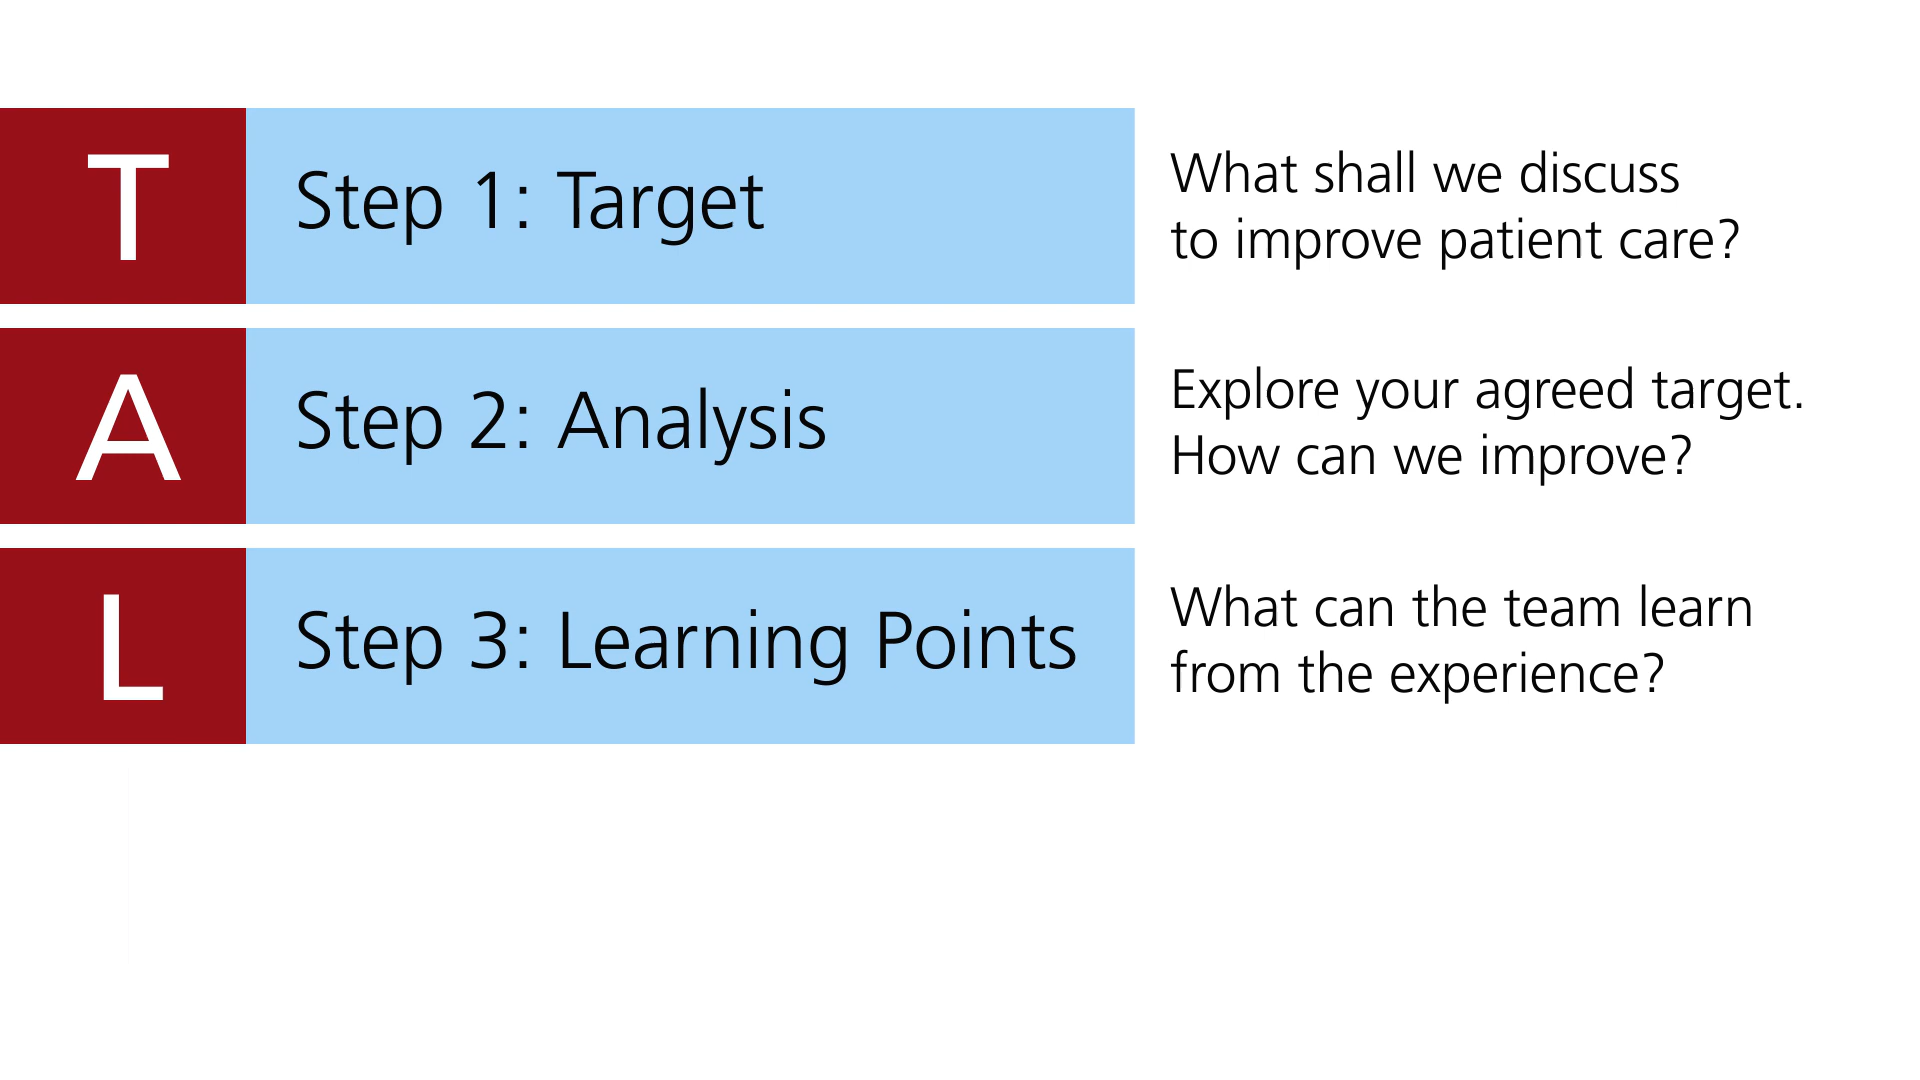 T
Step 1: Target
What shall we discuss
to improve patient care?
A
Step 2: Analysis
Explore your agreed target.
How can we improve?
L
Step 3: Learning Points
What can the team learn
from the experience?